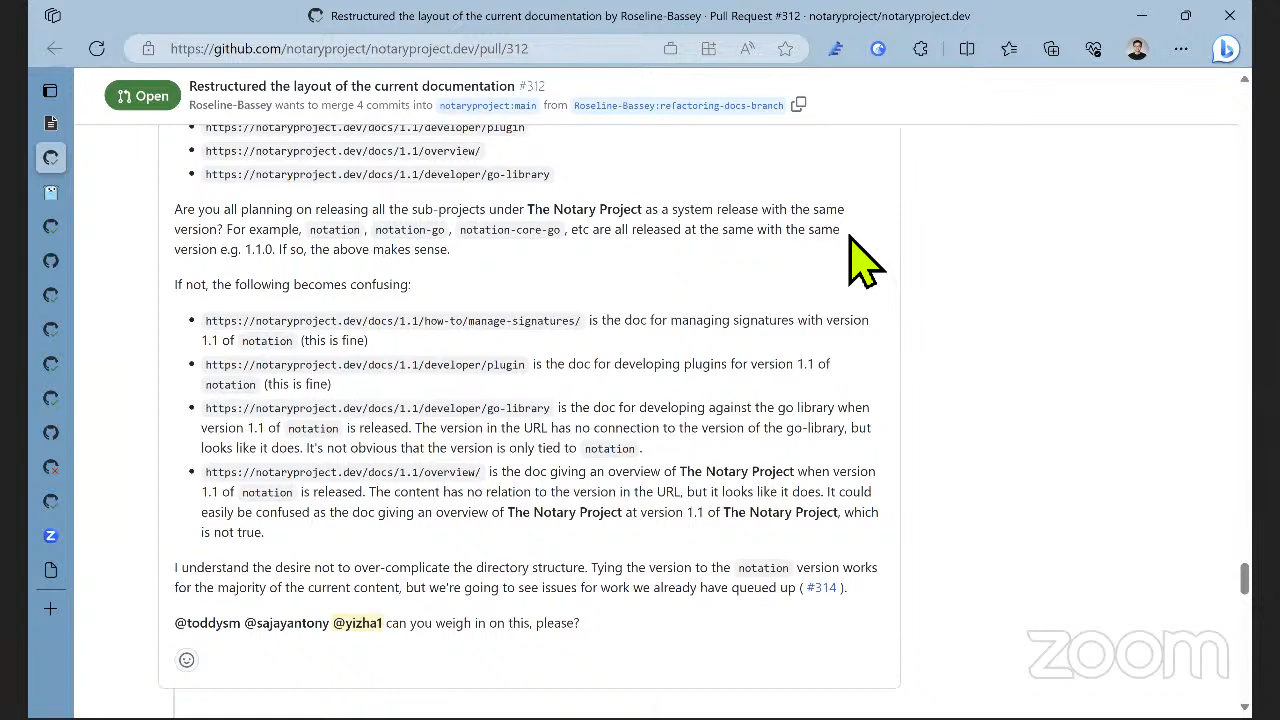 Restructured the layout of the current documentation by Roseline-Bassey · Pull Request #312 · notaryproject/notaryproject.dev
https://github.com/notaryproject/notaryproject.dev/pull/312
Open
Restructured the layout of the current documentation #312
Roseline-Bassey wants to merge 4 commits into notaryproject:main from Roseline-Bassey:refactoring-docs-branch
• https://notaryproject.dev/docs/1.1/developer/plugin
• https://notaryproject.dev/docs/1.1/overview/
• https://notaryproject.dev/docs/1.1/developer/go-library
Are you all planning on releasing all the sub-projects under The Notary Project as a system release with the same
version? For example, notation, notation-go, notation-core-go, etc are all released at the same with the same
version e.g. 1.1.0. If so, the above makes sense.
If not, the following becomes confusing:
• https://notaryproject.dev/docs/1.1/how-to/manage-signatures/ is the doc for managing signatures with version
1.1 of notation (this is fine)
• https://notaryproject.dev/docs/1.1/developer/plugin is the doc for developing plugins for version 1.1 of
notation (this is fine)
• https://notaryproject.dev/docs/1.1/developer/go-library is the doc for developing against the go library when
version 1.1 of notation is released. The version in the URL has no connection to the version of the go-library, but
looks like it does. It's not obvious that the version is only tied to notation.
• https://notaryproject.dev/docs/1.1/overview/ is the doc giving an overview of The Notary Project when version
1.1 of notation is released. The content has no relation to the version in the URL, but it looks like it does. It could
easily be confused as the doc giving an overview of The Notary Project at version 1.1 of The Notary Project, which
is not true.
I understand the desire not to over-complicate the directory structure. Tying the version to the notation version works
for the majority of the current content, but we're going to see issues for work we already have queued up ( #314 ).
@toddysm @sajayantony @yizha1 can you weigh in on this, please?
zoom